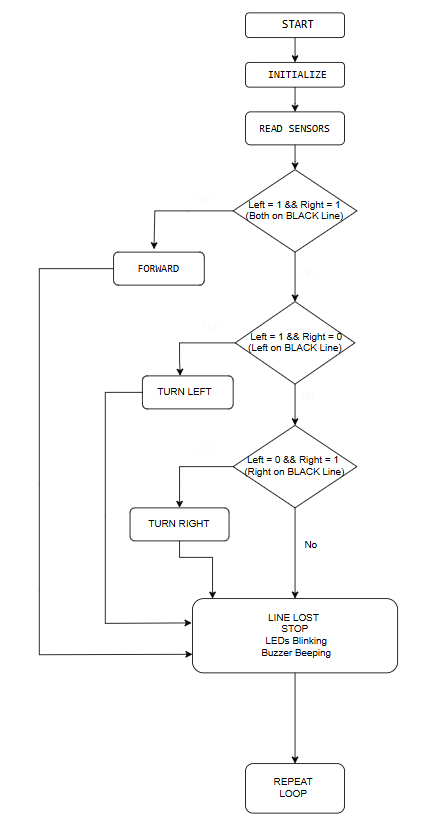 START
INITIALIZE
READ SENSORS
Left = 1 && Right = 1
(Both on BLACK Line)
FORWARD
Left = 1 && Right = 0
(Left on BLACK Line)
TURN LEFT
Left = 0 && Right = 1
(Right on BLACK Line)
TURN RIGHT
No
LINE LOST
STOP
LEDs Blinking
Buzzer Beeping
REPEAT
LOOP